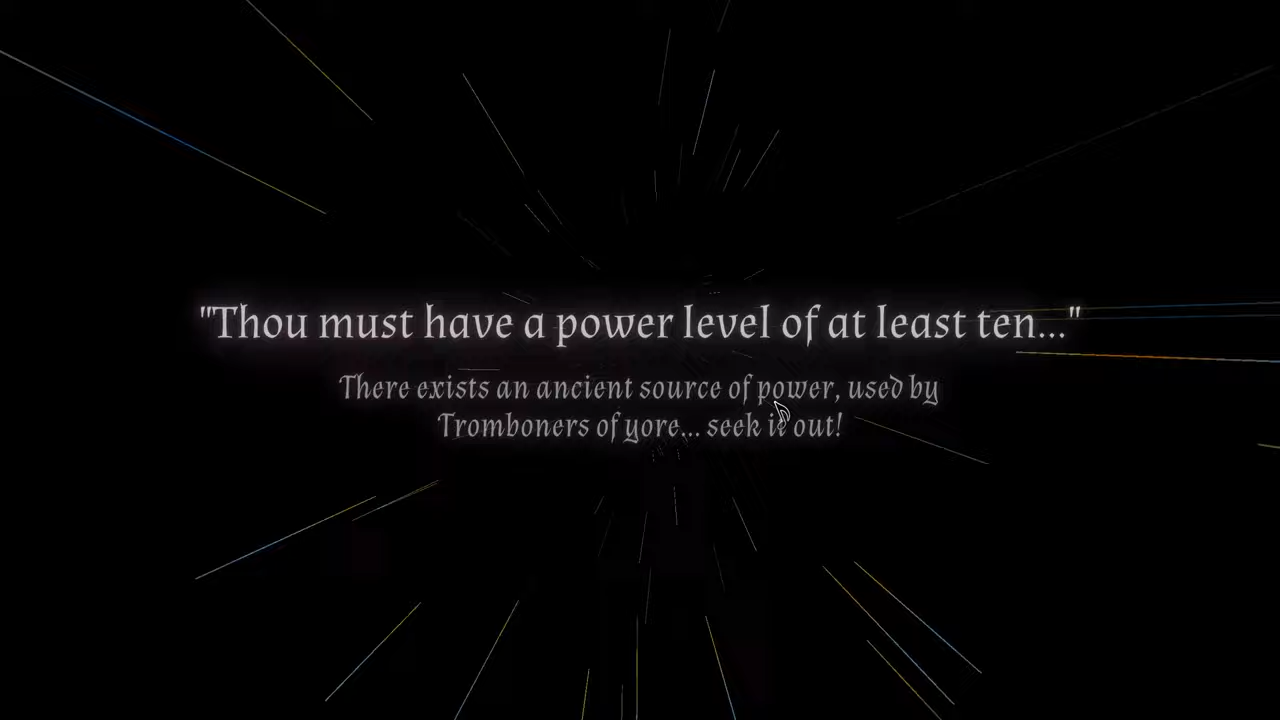 "Thou must have a power level of at least ten..."
There exists an ancient source of power, used by
Tromboners of yore... seek it out!